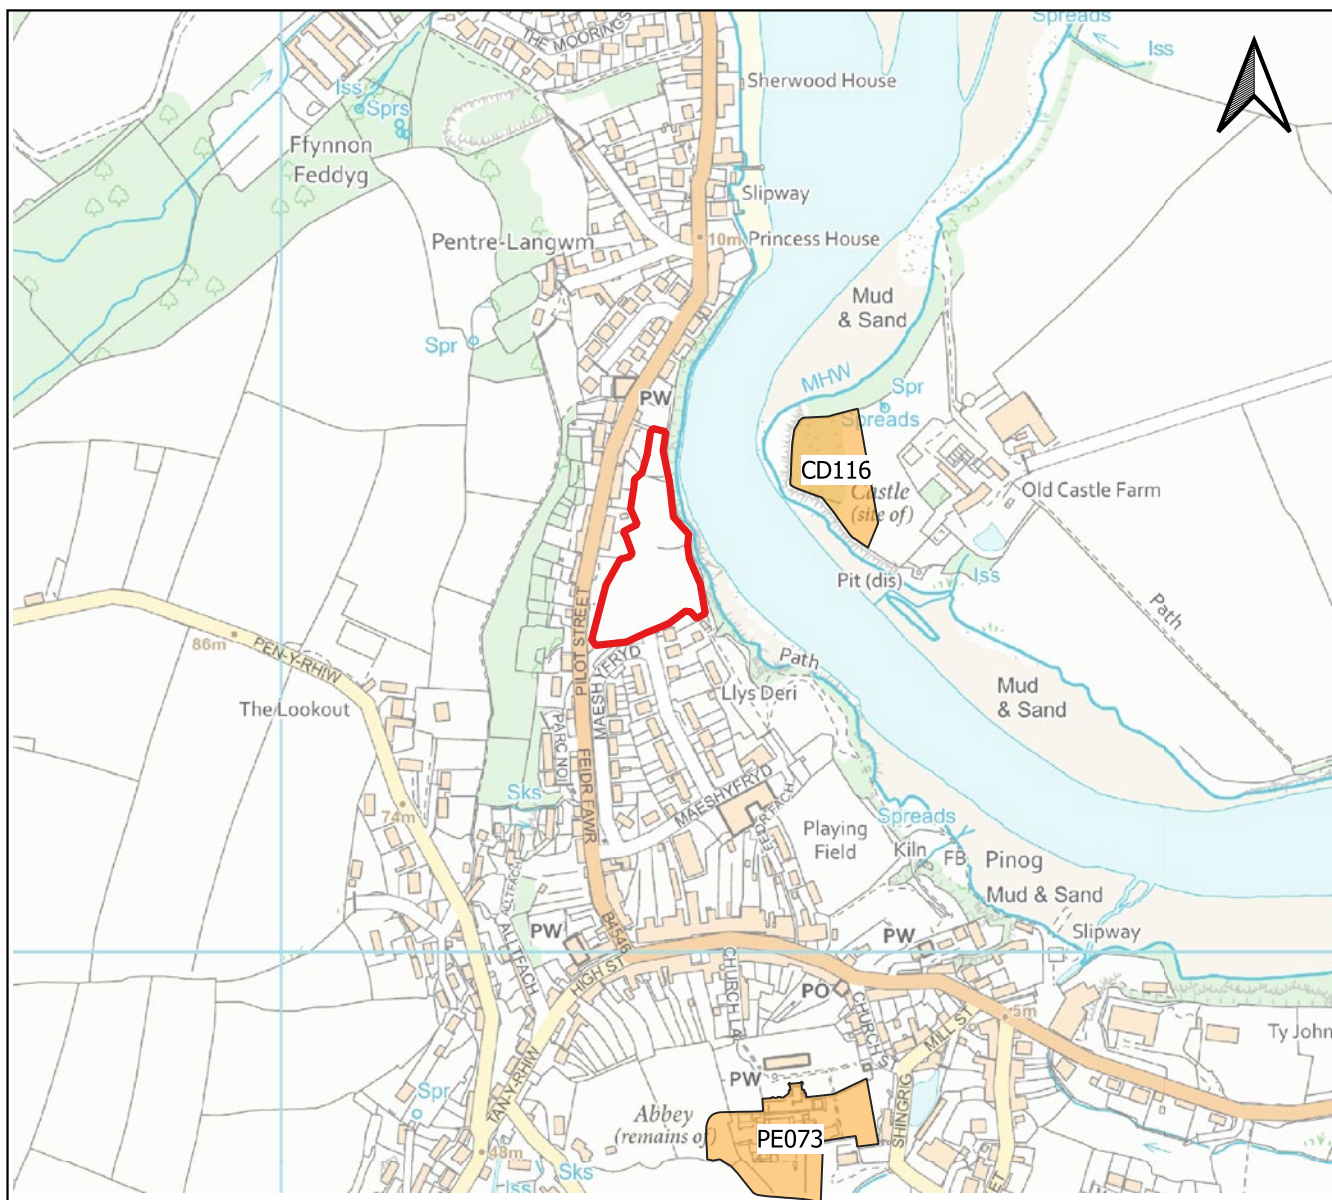 THE MOORINGS
Spreads
Iss
Sherwood House
Iss
Sprs
Ffynnon
Feddyg
Slipway
Pentre-Langwm
10m
Princess House
Mud
& Sand
Spr
MHW
Spr
Spreads
PW
CD116
Castle
(site of)
Old Castle Farm
Pit (dis)
Iss
Path
PILOT STREET
86m
PEN-Y-RHIW
MAESHYFRYD
Path
Llys Deri
Mud
& Sand
The Lookout
PARC
FEIDR FAWR
Sks
MAESHYFRYD
FEIDR FACH
74m
Playing
Field
Spreads
Kiln
FB
Pinog
Mud & Sand
ALLTFACH
ALLTFACH
PW
B4546
HIGH ST
PW
Slipway
CHURCH LA
PO
CHURCH S
MILL ST
5m
Ty John
TAN-Y-RHIW
PW
SHINGRIG
Spr
Abbey
(remains of)
PE073
48m
Iss
Sks
ET